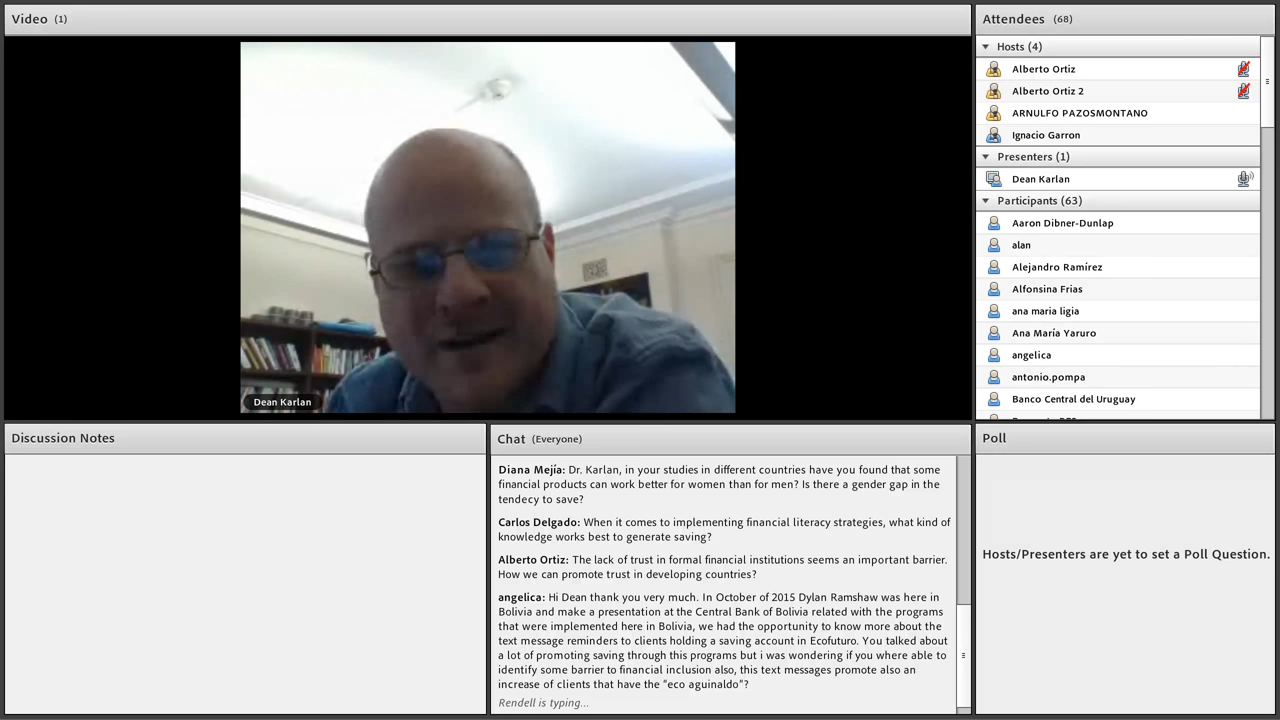 Video (1)
Dean Karlan
Attendees (68)
Hosts (4)
Alberto Ortiz
Alberto Ortiz 2
ARNULFO PAZOSMONTANO
Ignacio Garron
Presenters (1)
Dean Karlan
Participants (63)
Aaron Dibner-Dunlap
alan
Alejandro Ramírez
Alfonsina Frias
ana maria ligia
Ana María Yaruro
angelica
antonio.pompa
Banco Central del Uruguay
Discussion Notes
Chat (Everyone)
Diana Mejía: Dr. Karlan, in your studies in different countries have you found that some
financial products can work better for women than for men? Is there a gender gap in the
tendecy to save?
Carlos Delgado: When it comes to implementing financial literacy strategies, what kind of
knowledge works best to generate saving?
Alberto Ortiz: The lack of trust in formal financial institutions seems an important barrier.
How we can promote trust in developing countries?
angelica: Hi Dean thank you very much. In October of 2015 Dylan Ramshaw was here in
Bolivia and make a presentation at the Central Bank of Bolivia related with the programs
that were implemented here in Bolivia, we had the opportunity to know more about the
text message reminders to clients holding a saving account in Ecofuturo. You talked about
a lot of promoting saving through this programs but i was wondering if you where able to
identify some barrier to financial inclusion also, this text messages promote also an
increase of clients that have the "eco aguinaldo"?
Rendell is typing...
Poll
Hosts/Presenters are yet to set a Poll Question.